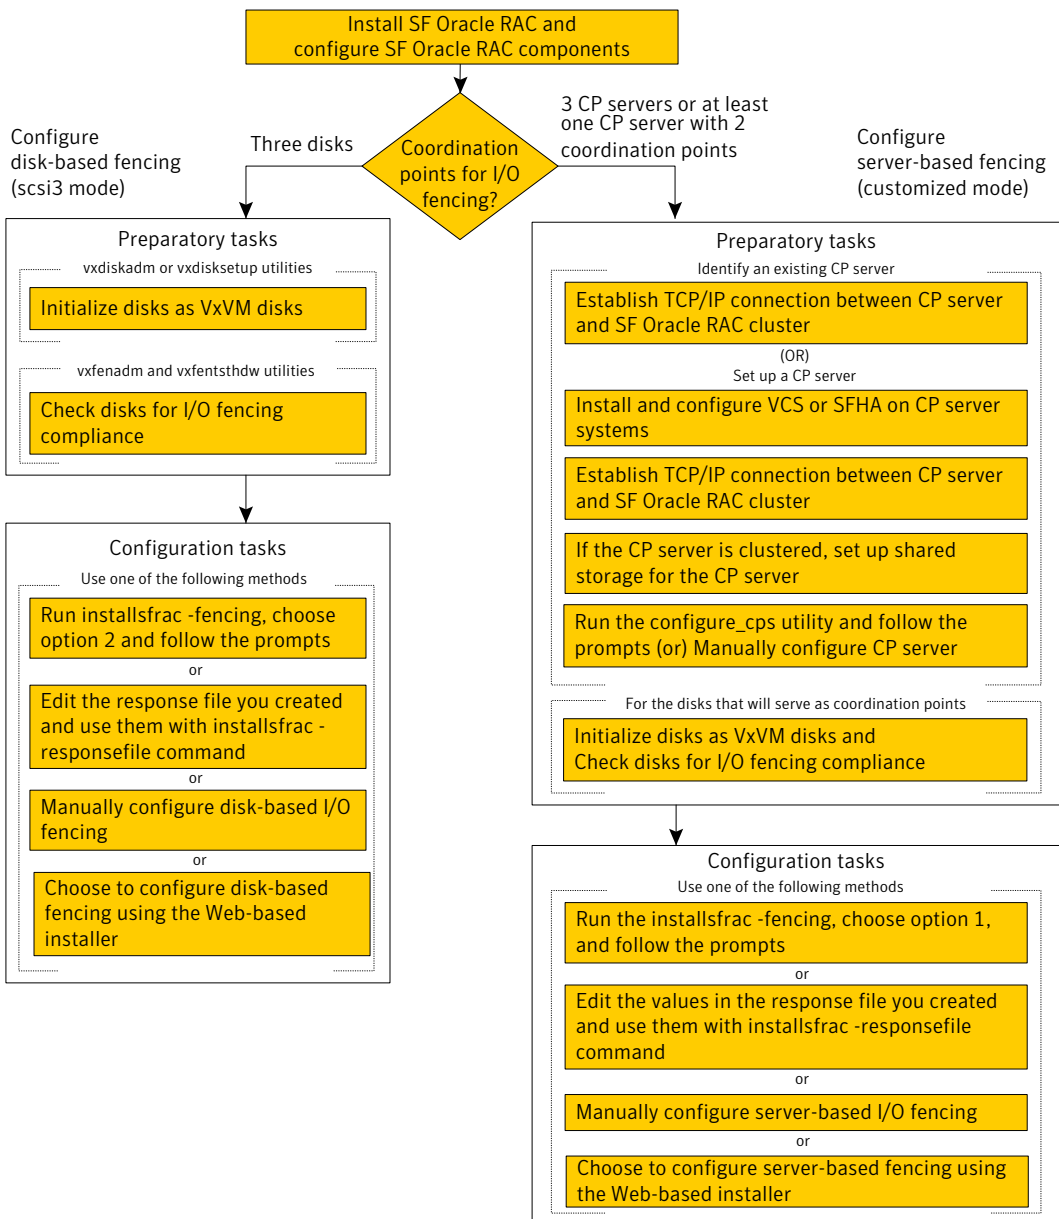 Install SF Oracle RAC and
configure SF Oracle RAC components
Coordination
points for I/O
fencing?
Three disks
3 CP servers or at least
one CP server with 2
coordination points
Configure
disk-based fencing
(scsi3 mode)
Configure
server-based fencing
(customized mode)
Preparatory tasks
vxdiskadm or vxdisksetup utilities
Initialize disks as VxVM disks
vxfenadm and vxfentsthdw utilities
Check disks for I/O fencing
compliance
Configuration tasks
Use one of the following methods
Run installsfrac -fencing, choose
option 2 and follow the prompts
or
Edit the response file you created
and use them with installsfrac -
responsefile command
or
Manually configure disk-based I/O
fencing
or
Choose to configure disk-based
fencing using the Web-based
installer
Preparatory tasks
Identify an existing CP server
Establish TCP/IP connection between CP server
and SF Oracle RAC cluster
(OR)
Set up a CP server
Install and configure VCS or SFHA on CP server
systems
Establish TCP/IP connection between CP server
and SF Oracle RAC cluster
If the CP server is clustered, set up shared
storage for the CP server
Run the configure_cps utility and follow the
prompts (or) Manually configure CP server
For the disks that will serve as coordination points
Initialize disks as VxVM disks and
Check disks for I/O fencing compliance
Configuration tasks
Use one of the following methods
Run the installsfrac -fencing, choose option 1,
and follow the prompts
or
Edit the values in the response file you created
and use them with installsfrac -responsefile
command
or
Manually configure server-based I/O fencing
or
Choose to configure server-based fencing using
the Web-based installer